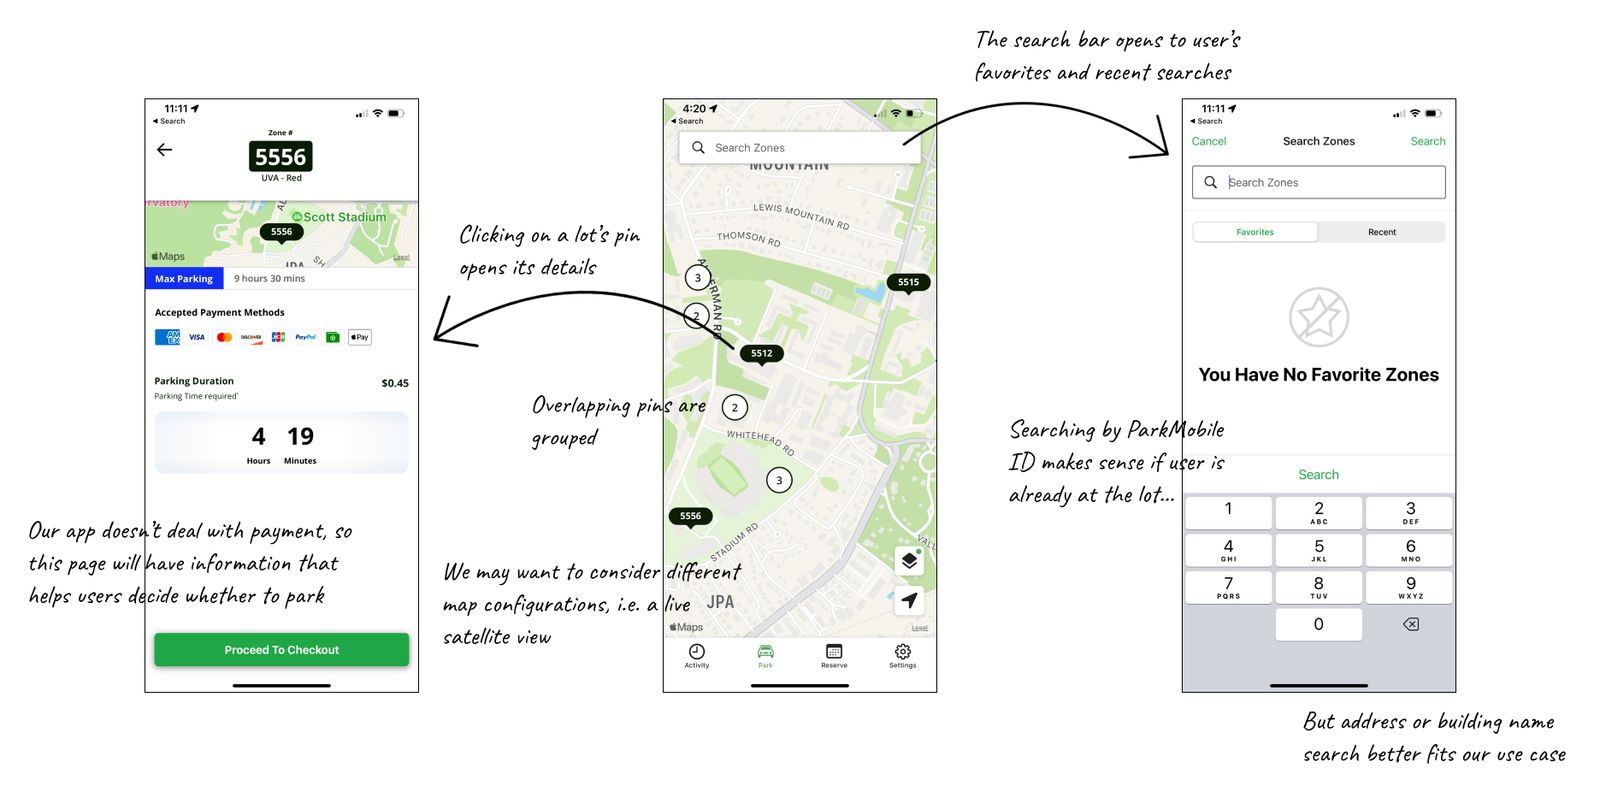 The search bar opens to user's
favorites and recent searches
11:11
Search
Zone #
5556
UVA - Red
rvatory
AL
Scott Stadium
5556
JPA
SH
Maps
Legal
Max Parking
9 hours 30 mins
Accepted Payment Methods
AM
EX
VISA
DISCOVER
JCB
PayPal
Pay
Parking Duration
$0.45
Parking Time required*
4 19
Hours Minutes
Our app doesn't deal with payment, so
this page will have information that
helps users decide whether to park
Proceed To Checkout
Clicking on a lot's pin
opens its details
Overlapping pins are
grouped
We may want to consider different
map configurations, i.e. a live
satellite view
4:20
Search
Search Zones
MOUNTAIN
LEWIS MOUNTAIN RD
THOMSON RD
3
ERMAN RD
2
5515
5512
2
WHITEHEAD RD
3
5556
STADIUM RD
VALL
JPA
Maps
Legal
Activity
Park
Reserve
Settings
11:11
Search
Cancel
Search Zones
Search
Search Zones
Favorites
Recent
You Have No Favorite Zones
Searching by ParkMobile
ID makes sense if user is
already at the lot...
Search
1
2
ABC
3
DEF
4
GHI
5
JKL
6
MNO
7
PQRS
8
TUV
9
WXYZ
0
But address or building name
search better fits our use case